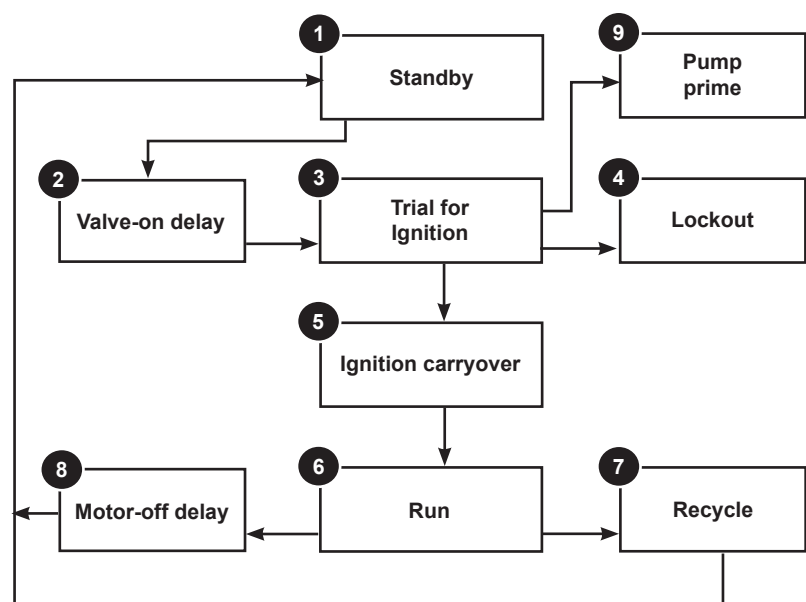 1
Standby
9
Pump
prime
2
Valve-on delay
3
Trial for
Ignition
4
Lockout
5
Ignition carryover
8
Motor-off delay
6
Run
7
Recycle